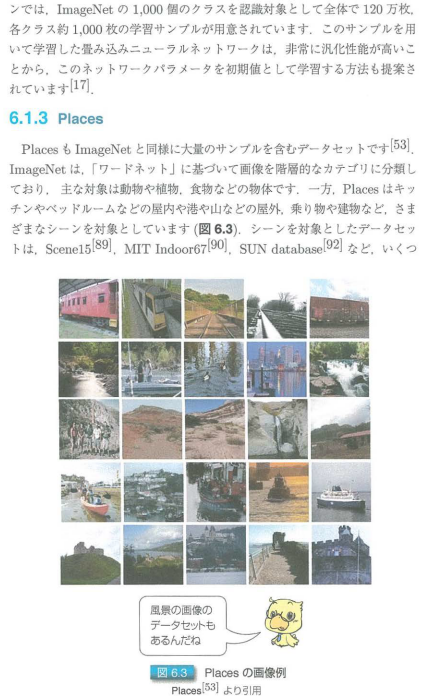 ンでは，ImageNet の 1,000 個のクラスを認識対象として全体で 120 万枚，
各クラス約 1,000 枚の学習サンプルが用意されています．このサンプルを用
いて学習した畳み込みニューラルネットワークは，非常に汎化性能が高いこ
とから，このネットワークパラメータを初期値として学習する方法も提案さ
れています[17]．
6.1.3 Places
Places も ImageNet と同様に大量のサンプルを含むデータセットです[53]．
ImageNet は，「ワードネット」に基づいて画像を階層的なカテゴリに分類し
ており，主な対象は動物や植物，食物などの物体です．一方，Places はキッ
チンやベッドルームなどの屋内や港や山などの屋外，乗り物や建物など，さま
ざまなシーンを対象としています (図 6.3)．シーンを対象としたデータセッ
トは，Scene15[89]，MIT Indoor67[90]，SUN database[92] など，いくつ
風景の画像の
データセットも
あるんだね
図 6.3 Places の画像例
Places[53] より引用